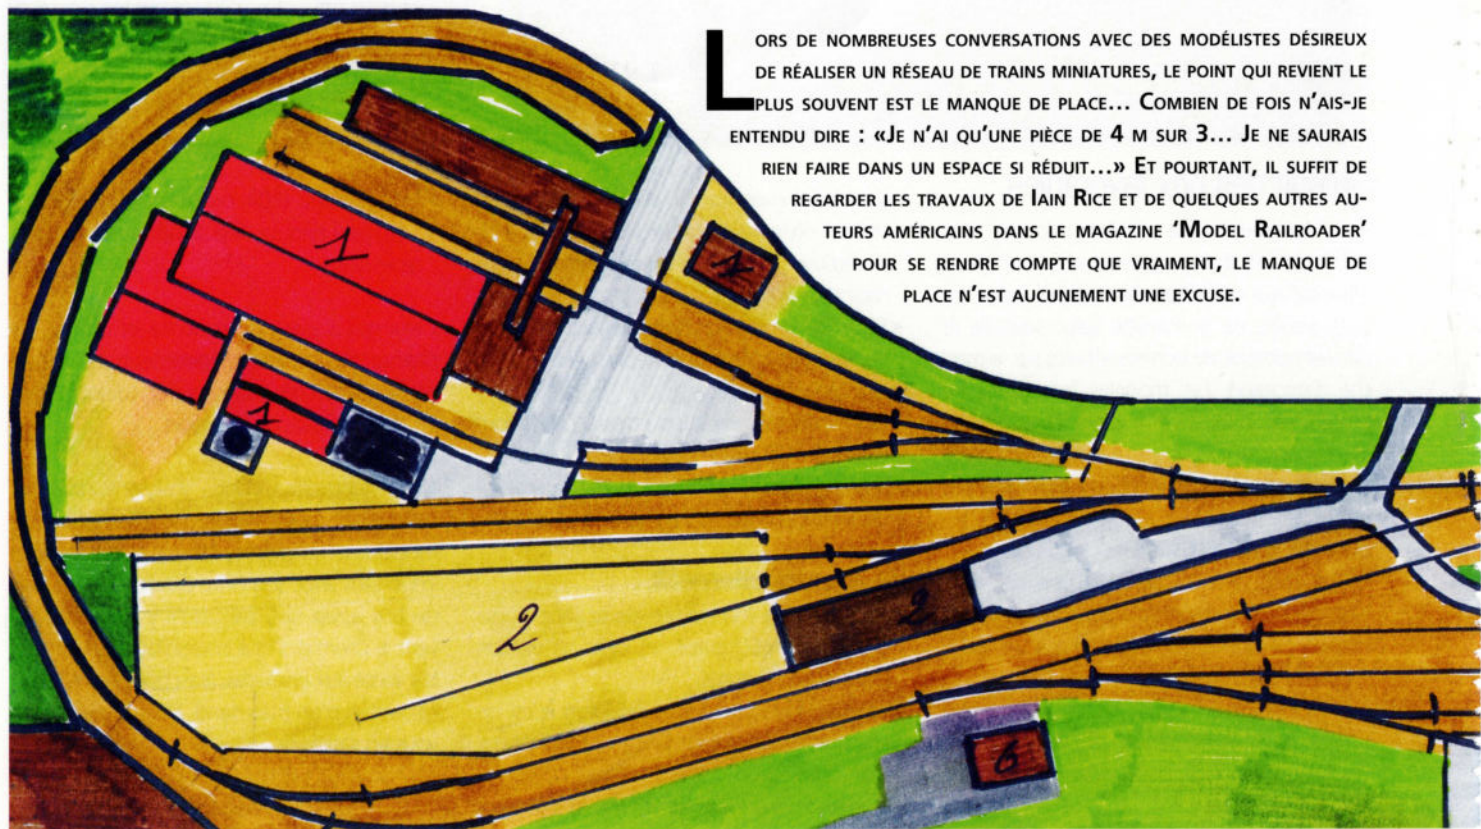 LORS DE NOMBREUSES CONVERSATIONS AVEC DES MODÉLISTES DÉSIREUX
DE RÉALISER UN RÉSEAU DE TRAINS MINIATURES, LE POINT QUI REVIENT LE
PLUS SOUVENT EST LE MANQUE DE PLACE... COMBIEN DE FOIS N'AIS-JE
ENTENDU DIRE : «JE N'AI QU'UNE PIÈCE DE 4 M SUR 3... JE NE SAURAIS
RIEN FAIRE DANS UN ESPACE SI RÉDUIT...» ET POURTANT, IL SUFFIT DE
REGARDER LES TRAVAUX DE IAIN RICE ET DE QUELQUES AUTRES AU-
TEURS AMÉRICAINS DANS LE MAGAZINE 'MODEL RAILROADER'
POUR SE RENDRE COMPTE QUE VRAIMENT, LE MANQUE DE
PLACE N'EST AUCUNEMENT UNE EXCUSE.
1
1
1
2
2
6